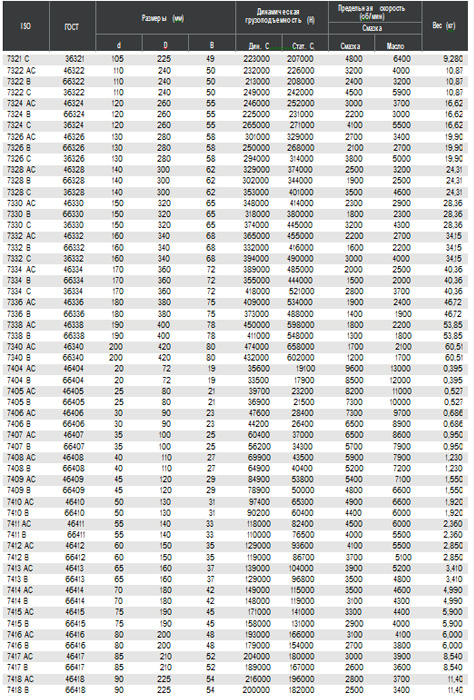 ISO ГОСТ Размеры (мм) Динамическая грузоподъемность (Н) Предельная скорость (об/мин) Вес (кг)
Смазка
d D B Дин. С Стат. С Смазка Масло
7321 C 36321 105 225 49 223000 207000 4800 6400 9,280
7322 AC 46322 110 240 50 232000 226000 3200 4000 10,87
7322 B 66322 110 240 50 213000 208000 2400 3200 10,87
7322 C 36322 110 240 50 249000 242000 4500 5900 10,87
7324 AC 46324 120 260 55 246000 252000 3000 3700 16,62
7324 B 66324 120 260 55 225000 231000 2200 3000 16,62
7324 C 36324 120 260 55 265000 271000 4100 5500 16,62
7326 AC 46326 130 280 58 301000 329000 2700 3400 19,90
7326 B 66326 130 280 58 250000 268000 2100 2700 19,90
7326 C 36326 130 280 58 294000 314000 3800 5000 19,90
7328 AC 46328 140 300 62 329000 374000 2500 3200 24,31
7328 B 66328 140 300 62 302000 344000 1900 2500 24,31
7328 C 36328 140 300 62 353000 401000 3500 4600 24,31
7330 AC 46330 150 320 65 348000 414000 2300 2900 28,36
7330 B 66330 150 320 65 318000 380000 1800 2300 28,36
7330 C 36330 150 320 65 374000 445000 3200 4300 28,36
7332 AC 46332 160 340 68 365000 455000 2200 2700 34,15
7332 B 66332 160 340 68 332000 416000 1600 2200 34,15
7332 C 36332 160 340 68 394000 490000 3000 4000 34,15
7334 AC 46334 170 360 72 389000 485000 2000 2500 40,36
7334 B 66334 170 360 72 355000 444000 1500 2000 40,36
7334 C 36334 170 360 72 418000 521000 2800 3700 40,36
7336 AC 46336 180 380 75 409000 534000 1900 2400 46,72
7336 B 66336 180 380 75 373000 488000 1400 1900 46,72
7338 AC 46338 190 400 78 450000 598000 1800 2200 53,85
7338 B 66338 190 400 78 411000 548000 1300 1800 53,85
7340 AC 46340 200 420 80 474000 658000 1700 2100 60,51
7340 B 66340 200 420 80 432000 602000 1200 1700 60,51
7404 AC 46404 20 72 19 35600 19100 9600 13000 0,395
7404 B 66404 20 72 19 33500 17900 8500 12000 0,395
7405 AC 46405 25 80 21 39700 23200 8200 11000 0,527
7405 B 66405 25 80 21 36900 21500 7300 10000 0,527
7406 AC 46406 30 90 23 47600 28400 7300 9700 0,686
7406 B 66406 30 90 23 44200 26400 6500 8900 0,686
7407 AC 46407 35 100 25 60400 37000 6500 8600 0,950
7407 B 66407 35 100 25 56200 34300 5700 7900 0,950
7408 AC 46408 40 110 27 69900 43500 5900 7900 1,230
7408 B 66408 40 110 27 64900 40400 5200 7200 1,230
7409 AC 46409 45 120 29 84900 53800 5400 7100 1,550
7409 B 66409 45 120 29 78900 50000 4800 6600 1,550
7410 AC 46410 50 130 31 97400 65300 4900 6600 1,920
7410 B 66410 50 130 31 90200 60400 4400 6000 1,920
7411 AC 46411 55 140 33 118000 82400 4500 6000 2,360
7411 B 66411 55 140 33 110000 76500 4000 5500 2,360
7412 AC 46412 60 150 35 129000 93600 4100 5500 2,850
7412 B 66412 60 150 35 119000 86700 3700 5100 2,850
7413 AC 46413 65 160 37 139000 104000 3900 5200 3,410
7413 B 66413 65 160 37 129000 96800 3500 4800 3,410
7414 AC 46414 70 180 42 149000 115000 3500 4600 4,990
7414 B 66414 70 180 42 148000 119000 3100 4300 4,990
7415 AC 46415 75 190 45 171000 141000 3300 4400 5,900
7415 B 66415 75 190 45 158000 131000 2900 4000 5,900
7416 AC 46416 80 200 48 193000 166000 3100 4100 6,000
7416 B 66416 80 200 48 179000 154000 2700 3800 6,000
7417 AC 46417 85 210 52 204000 180000 3000 3900 8,540
7417 B 66417 85 210 52 189000 167000 2600 3600 8,540
7418 AC 46418 90 225 54 216000 196000 2800 3700 11,40
7418 B 66418 90 225 54 200000 182000 2500 3400 11,40